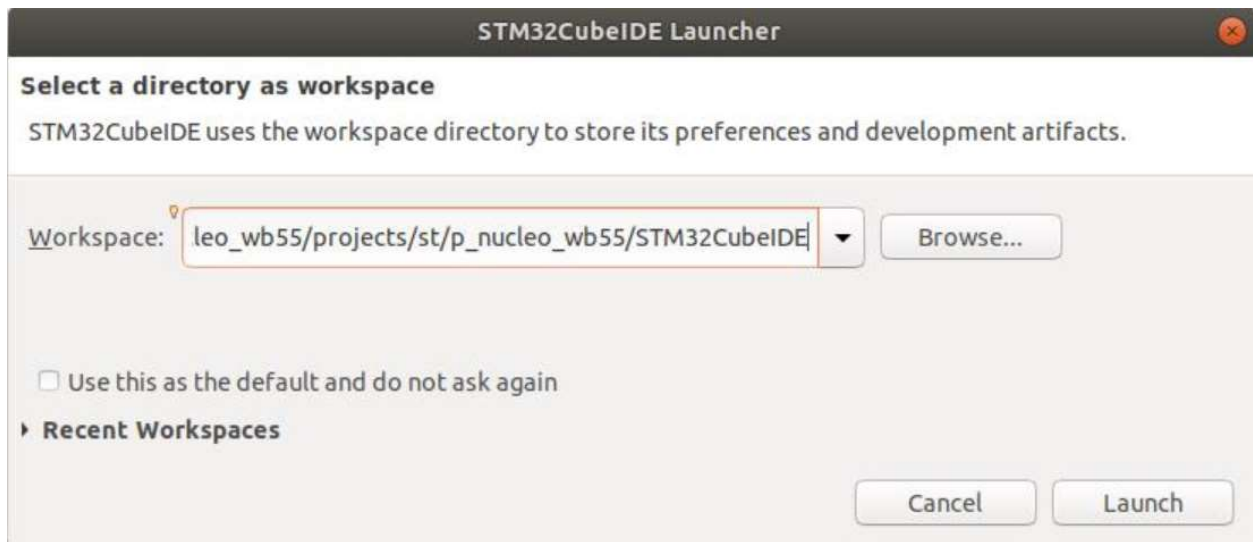 STM32CubeIDE Launcher
Select a directory as workspace
STM32CubeIDE uses the workspace directory to store its preferences and development artifacts.
Workspace: leo_wb55/projects/st/p_nucleo_wb55/STM32CubeIDE Browse...
Use this as the default and do not ask again
Recent Workspaces
Cancel Launch